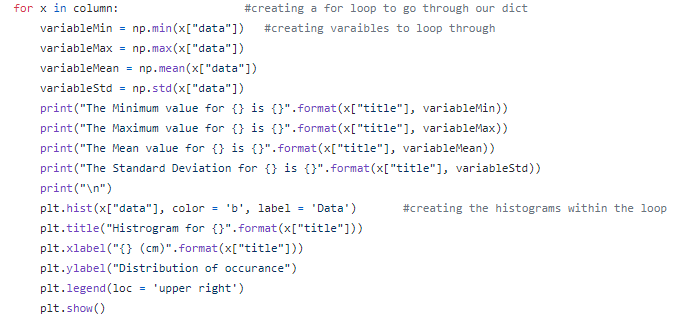 for x in column:                   #creating a for loop to go through our dict
    variableMin = np.min(x["data"])   #creating varaibles to loop through
    variableMax = np.max(x["data"])
    variableMean = np.mean(x["data"])
    variableStd = np.std(x["data"])
    print("The Minimum value for {} is {}".format(x["title"], variableMin))
    print("The Maximum value for {} is {}".format(x["title"], variableMax))
    print("The Mean value for {} is {}".format(x["title"], variableMean))
    print("The Standard Deviation for {} is {}".format(x["title"], variableStd))
    print("\n")
    plt.hist(x["data"], color = 'b', label = 'Data')       #creating the histograms within the loop
    plt.title("Histrogram for {}".format(x["title"]))
    plt.xlabel("{} (cm)".format(x["title"]))
    plt.ylabel("Distribution of occurance")
    plt.legend(loc = 'upper right')
    plt.show()